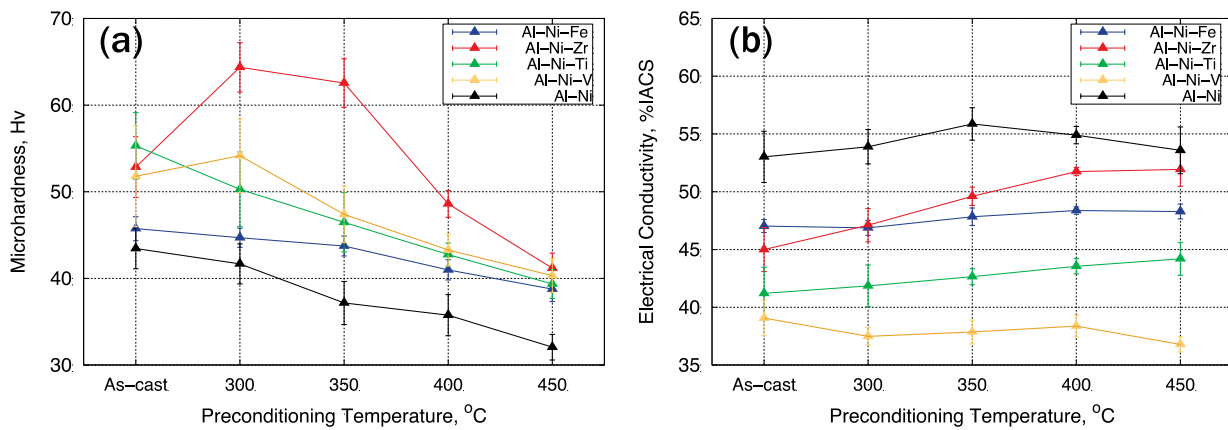 (a)
Al–Ni–Fe
Al–Ni–Zr
Al–Ni–Ti
Al–Ni–V
Al–Ni
70
60
50
40
30
Microhardness, Hv
As–cast
300
350
400
450
Preconditioning Temperature, °C
(b)
Al–Ni–Fe
Al–Ni–Zr
Al–Ni–Ti
Al–Ni–V
Al–Ni
65
60
55
50
45
40
35
Electrical Conductivity, %IACS
As–cast
300
350
400
450
Preconditioning Temperature, °C